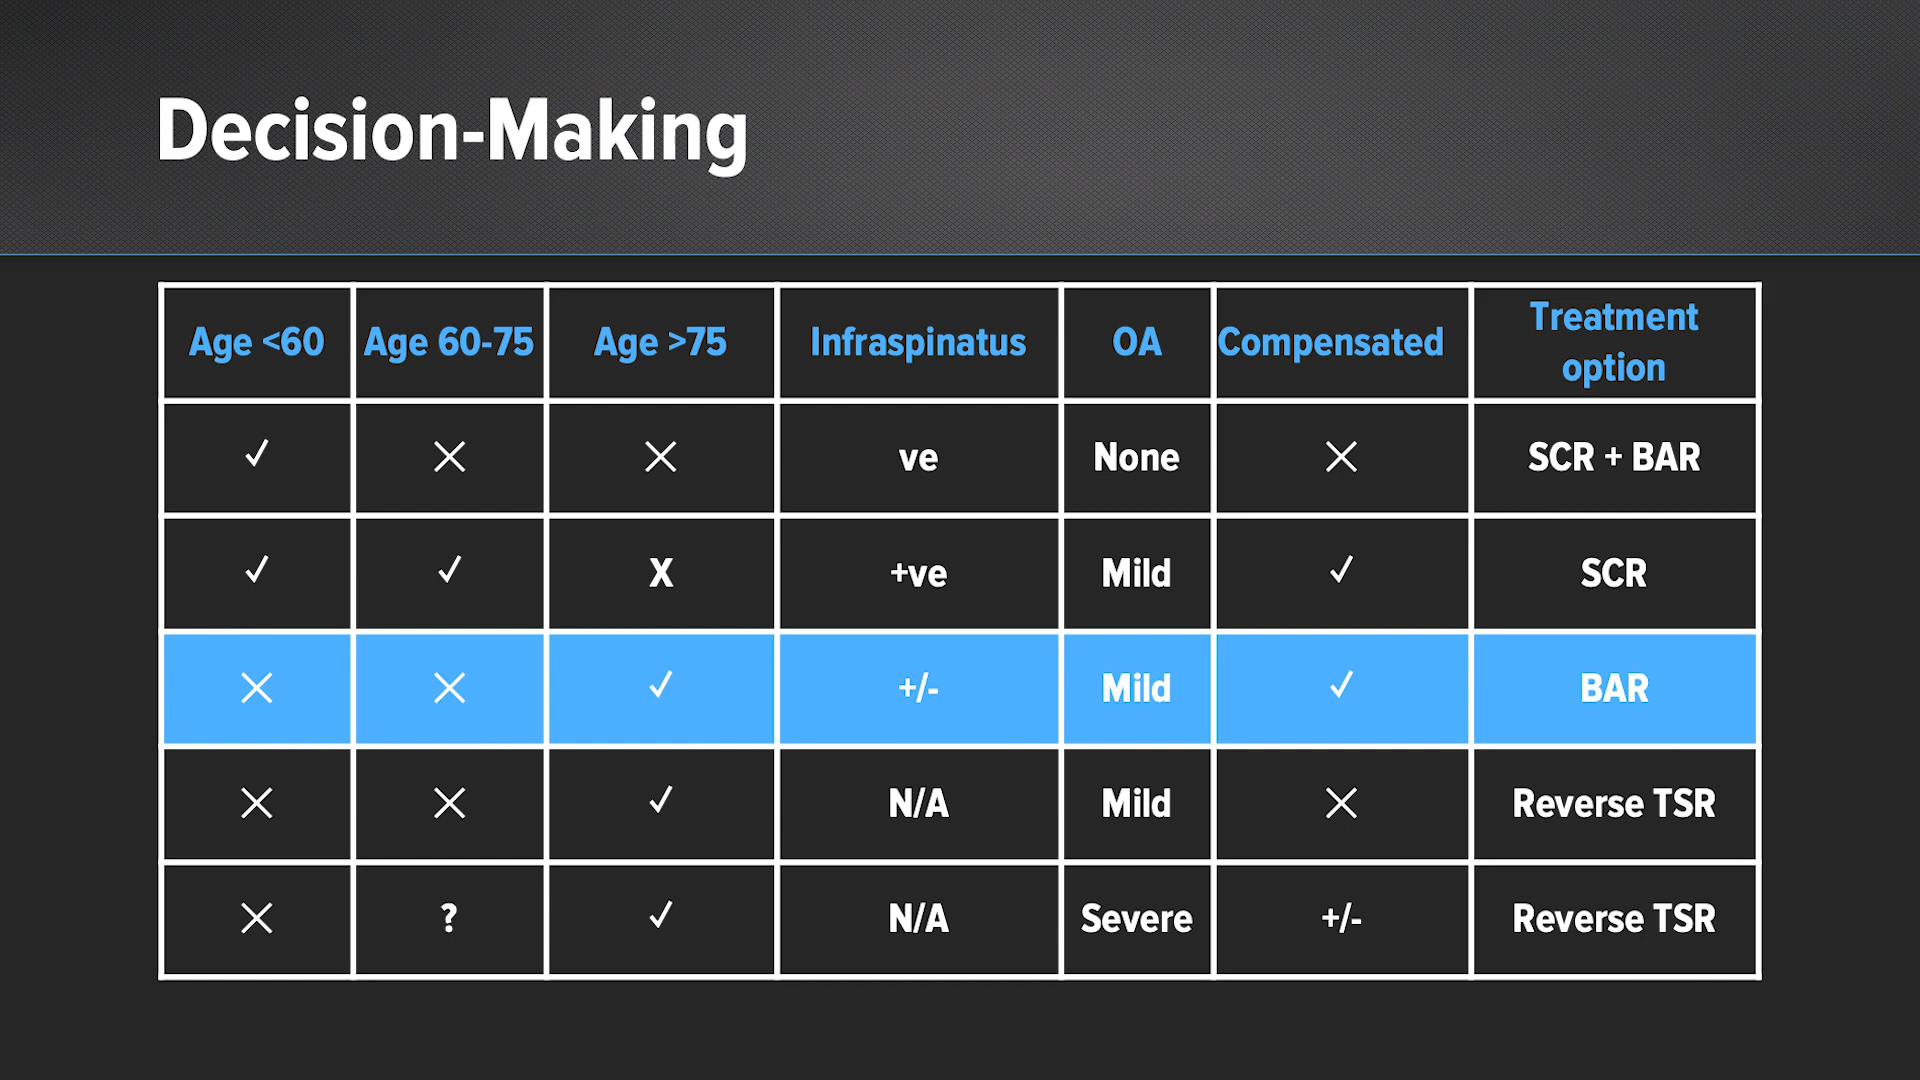 Decision-Making
Age <60 Age 60-75 Age >75 Infraspinatus OA Compensated Treatment option
✓ × × ve None × SCR + BAR
✓ ✓ X +ve Mild ✓ SCR
× × ✓ +/- Mild ✓ BAR
× × ✓ N/A Mild × Reverse TSR
× ? ✓ N/A Severe +/- Reverse TSR